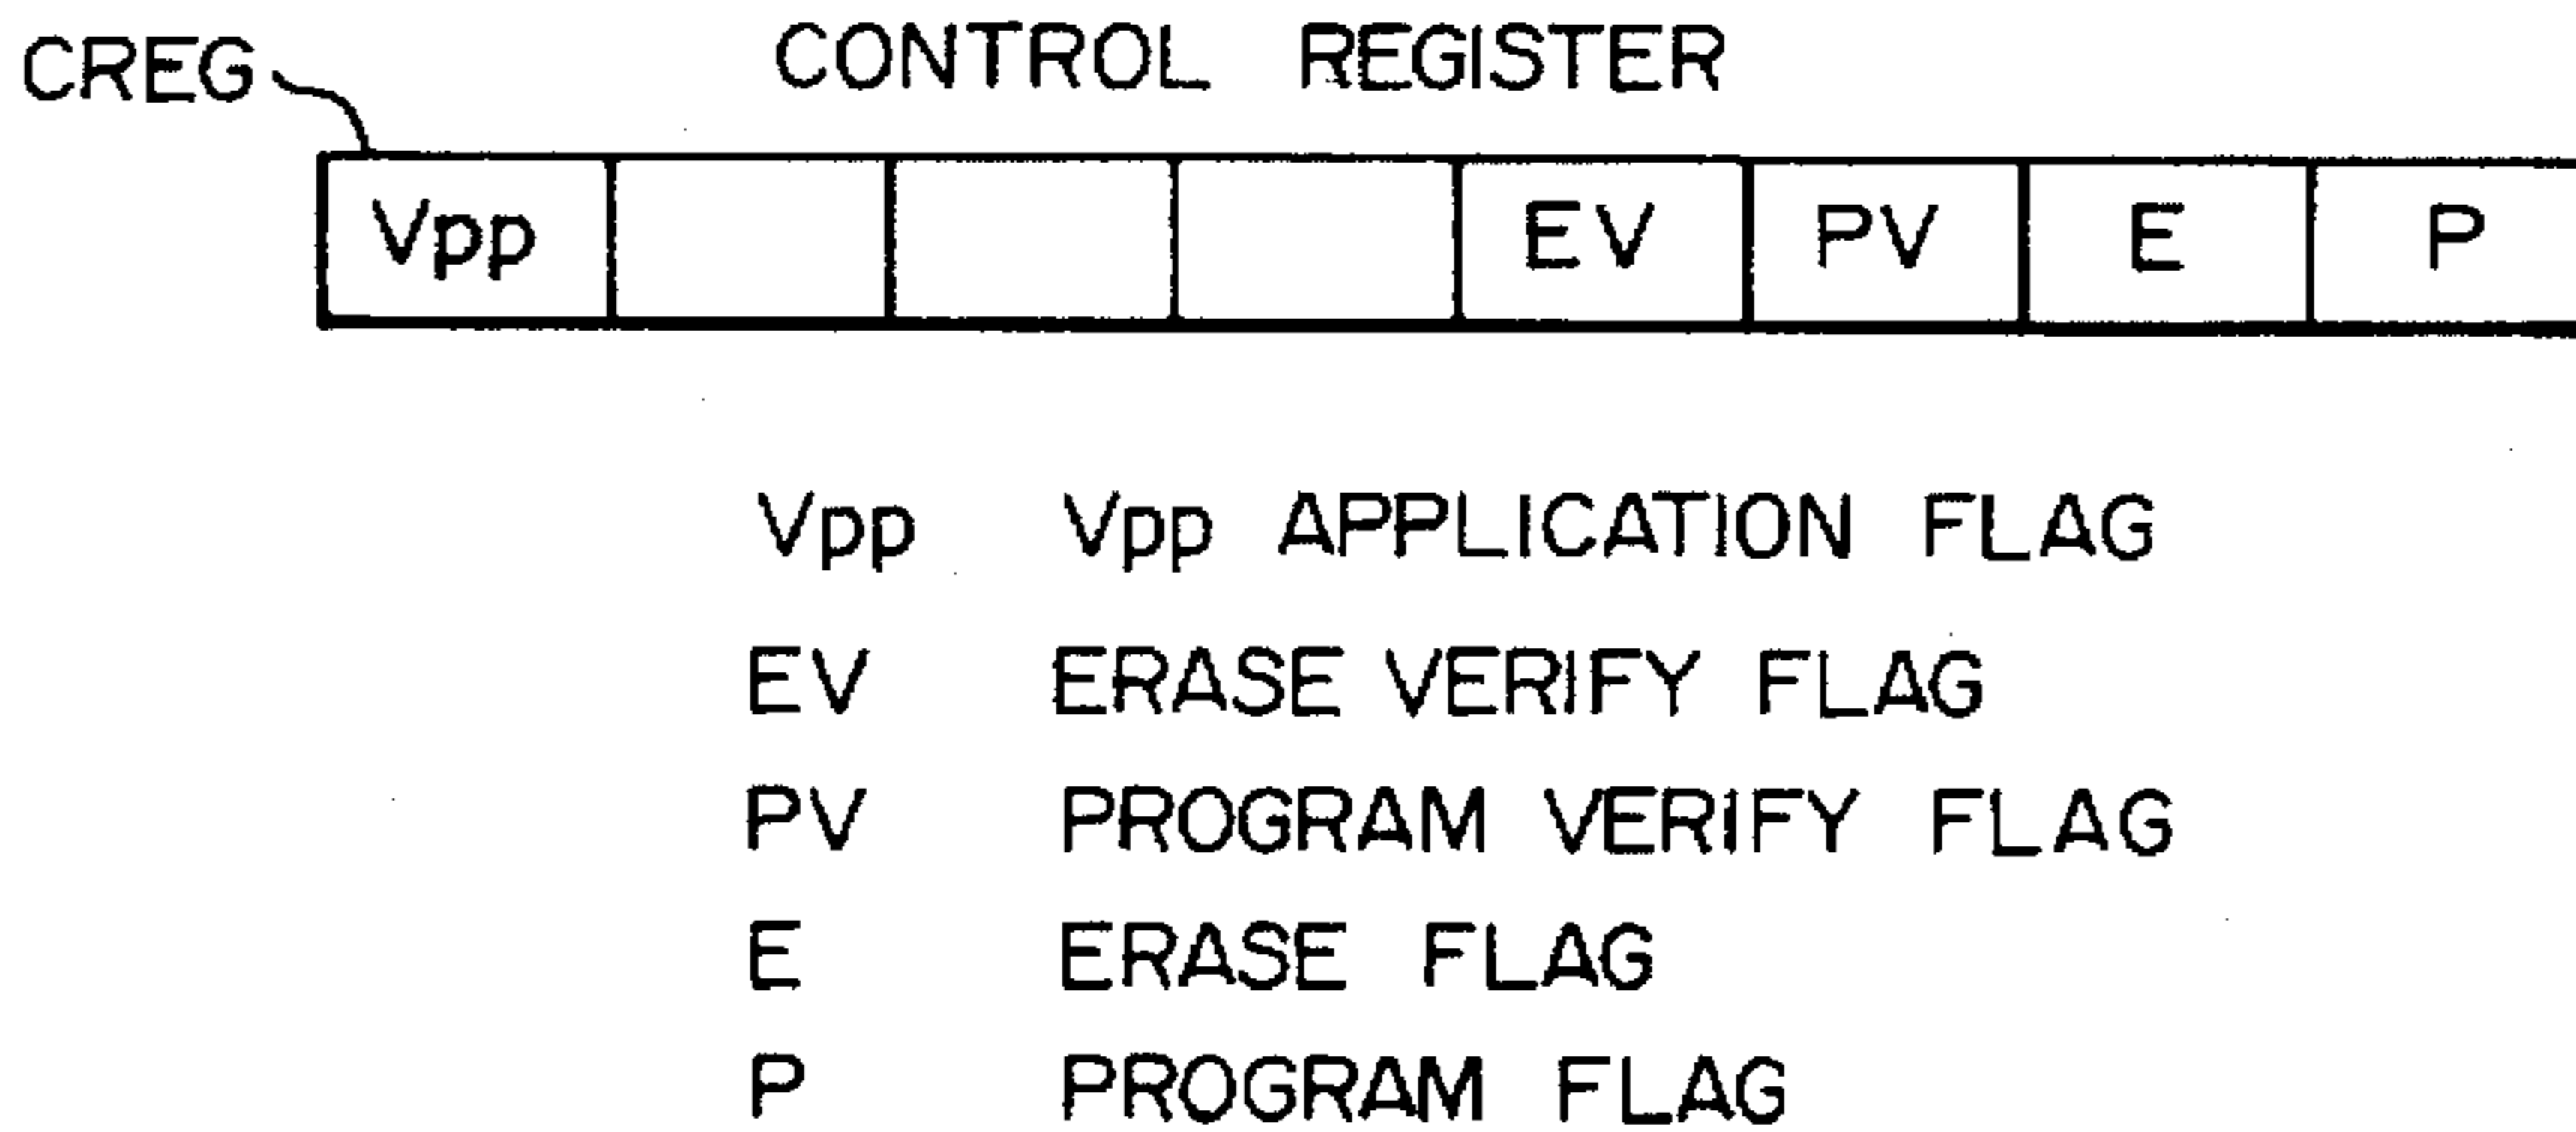 CONTROL REGISTER
CREG
Vpp EV PV E P
Vpp Vpp APPLICATION FLAG
EV ERASE VERIFY FLAG
PV PROGRAM VERIFY FLAG
E ERASE FLAG
P PROGRAM FLAG